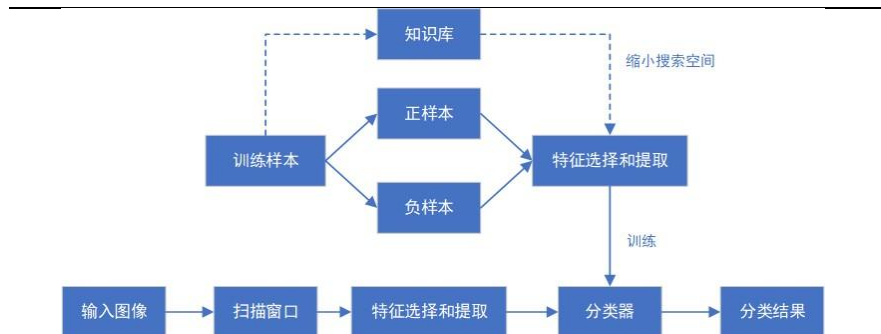 知识库
缩小搜索空间
正样本
训练样本
特征选择和提取
负样本
训练
输入图像
扫描窗口
特征选择和提取
分类器
分类结果